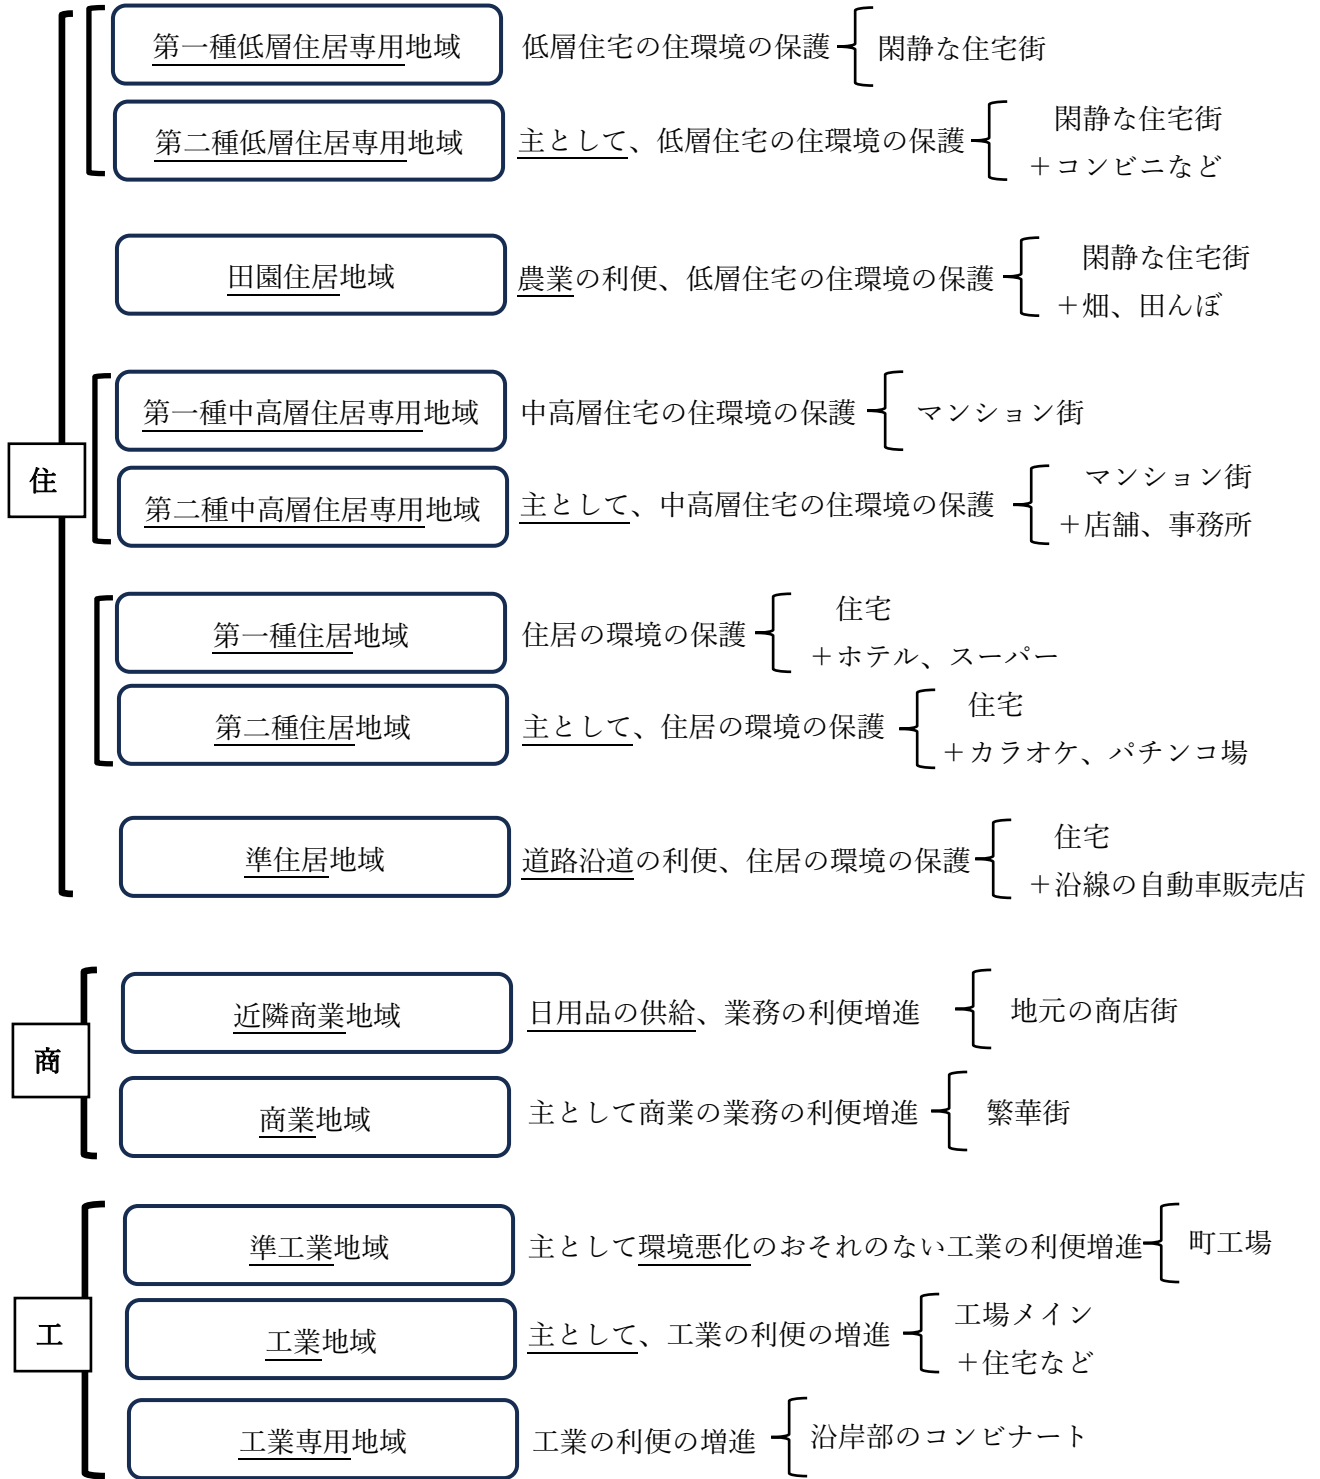 第一種低層住居専用地域 低層住宅の住環境の保護 閑静な住宅街
第二種低層住居専用地域 主として、低層住宅の住環境の保護 閑静な住宅街
＋コンビニなど
田園住居地域 農業の利便、低層住宅の住環境の保護 閑静な住宅街
＋畑、田んぼ
住
第一種中高層住居専用地域 中高層住宅の住環境の保護 マンション街
第二種中高層住居専用地域 主として、中高層住宅の住環境の保護 マンション街
＋店舗、事務所
第一種住居地域 住居の環境の保護 住宅
＋ホテル、スーパー
第二種住居地域 主として、住居の環境の保護 住宅
＋カラオケ、パチンコ場
準住居地域 道路沿道の利便、住居の環境の保護 住宅
＋沿線の自動車販売店
商
近隣商業地域 日用品の供給、業務の利便増進 地元の商店街
商業地域 主として商業の業務の利便増進 繁華街
工
準工業地域 主として環境悪化のおそれのない工業の利便増進 町工場
工業地域 主として、工業の利便の増進 工場メイン
＋住宅など
工業専用地域 工業の利便の増進 沿岸部のコンビナート